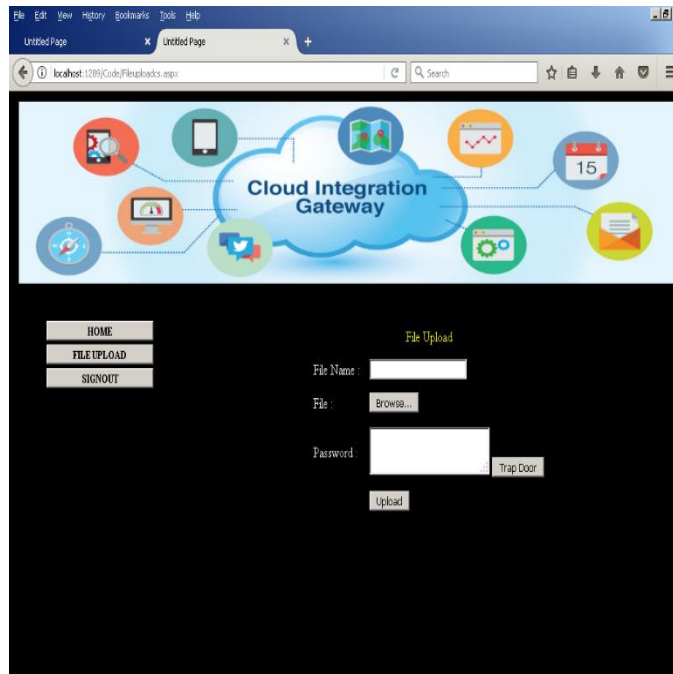 File Edit View History Bookmarks Tools Help
Untitled Page × Untitled Page × +
localhost:1289/Code/Fileuploadcs.aspx Search
Cloud Integration
Gateway
15
HOME
FILE UPLOAD
SIGNOUT
File Upload
File Name :
File : Browse...
Password : Trap Door
Upload